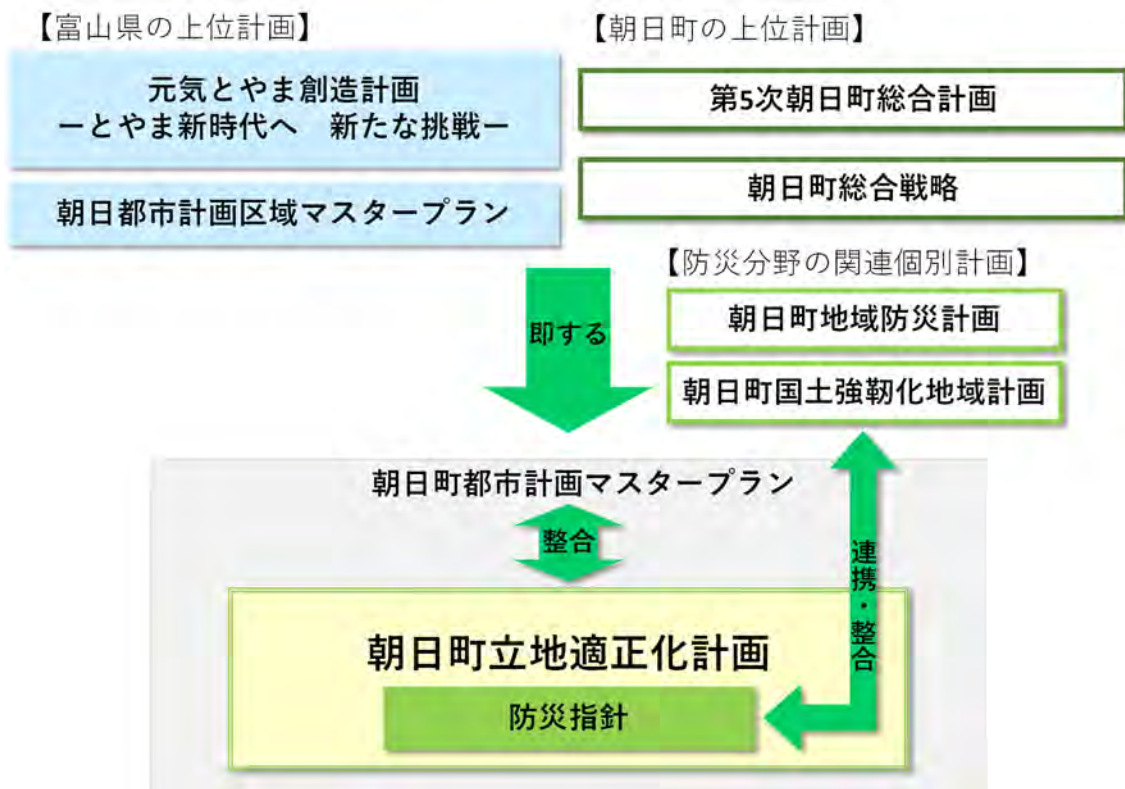 【富山県の上位計画】
元気とやま創造計画
ーとやま新時代へ　新たな挑戦ー
朝日都市計画区域マスタープラン
【朝日町の上位計画】
第5次朝日町総合計画
朝日町総合戦略
【防災分野の関連個別計画】
朝日町地域防災計画
朝日町国土強靭化地域計画
即する
朝日町都市計画マスタープラン
整合
連携・整合
朝日町立地適正化計画
防災指針